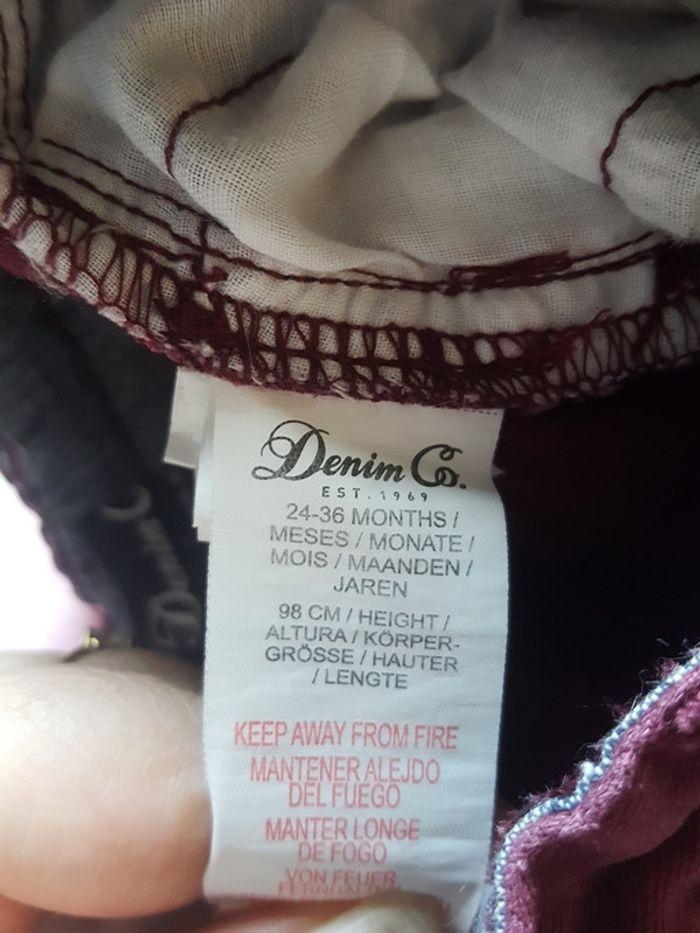 Denim Co.
EST. 1969
24-36 MONTHS /
MESES / MONATE /
MOIS / MAANDEN /
JAREN
98 CM / HEIGHT /
ALTURA / KÖRPER-
GRÖSSE / HAUTER
/ LENGTE
KEEP AWAY FROM FIRE
MANTENER ALEJDO
DEL FUEGO
MANTER LONGE
DE FOGO
VON FEUER
FERNHALTEN